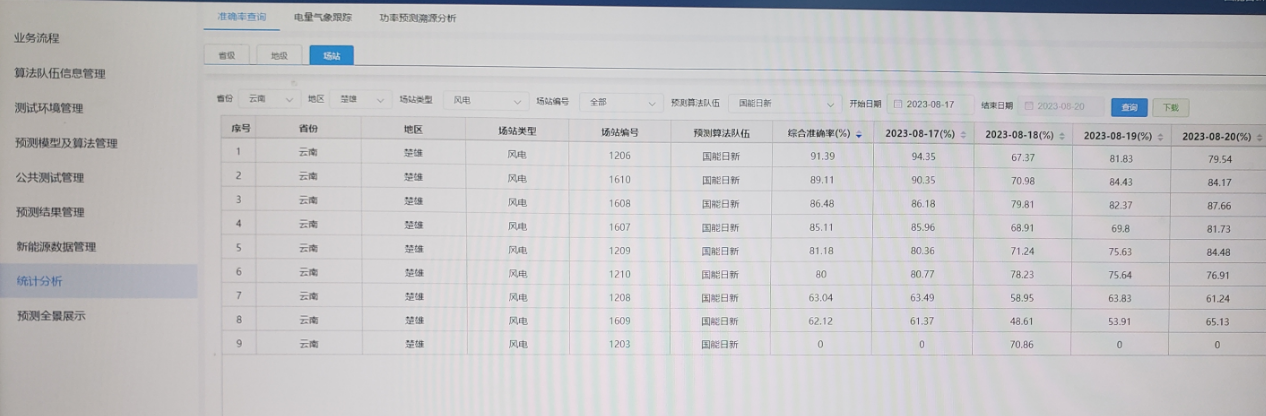 准确率查询 电量气象跟踪 功率预测溯源分析
业务流程
算法队伍信息管理
测试环境管理
预测模型及算法管理
公共测试管理
预测结果管理
新能源数据管理
统计分析
预测全景展示
省级 地级 场站
省份 云南 地区 楚雄 场站类型 风电 场站编号 全部 预测算法队伍 国能日新 开始日期 2023-08-17 结束日期 2023-08-20 查询 下载
序号 省份 地区 场站类型 场站编号 预测算法队伍 综合准确率(%) 2023-08-17(%) 2023-08-18(%) 2023-08-19(%) 2023-08-20(%)
1 云南 楚雄 风电 1206 国能日新 91.39 94.35 67.37 81.83 79.54
2 云南 楚雄 风电 1610 国能日新 89.11 90.35 70.98 84.43 84.17
3 云南 楚雄 风电 1608 国能日新 86.48 86.18 79.81 82.37 87.66
4 云南 楚雄 风电 1607 国能日新 85.11 85.96 68.91 69.8 81.73
5 云南 楚雄 风电 1209 国能日新 81.18 80.36 71.24 75.63 84.48
6 云南 楚雄 风电 1210 国能日新 80 80.77 78.23 75.64 76.91
7 云南 楚雄 风电 1208 国能日新 63.04 63.49 58.95 63.83 61.24
8 云南 楚雄 风电 1609 国能日新 62.12 61.37 48.61 53.91 65.13
9 云南 楚雄 风电 1203 国能日新 0 0 70.86 0 0